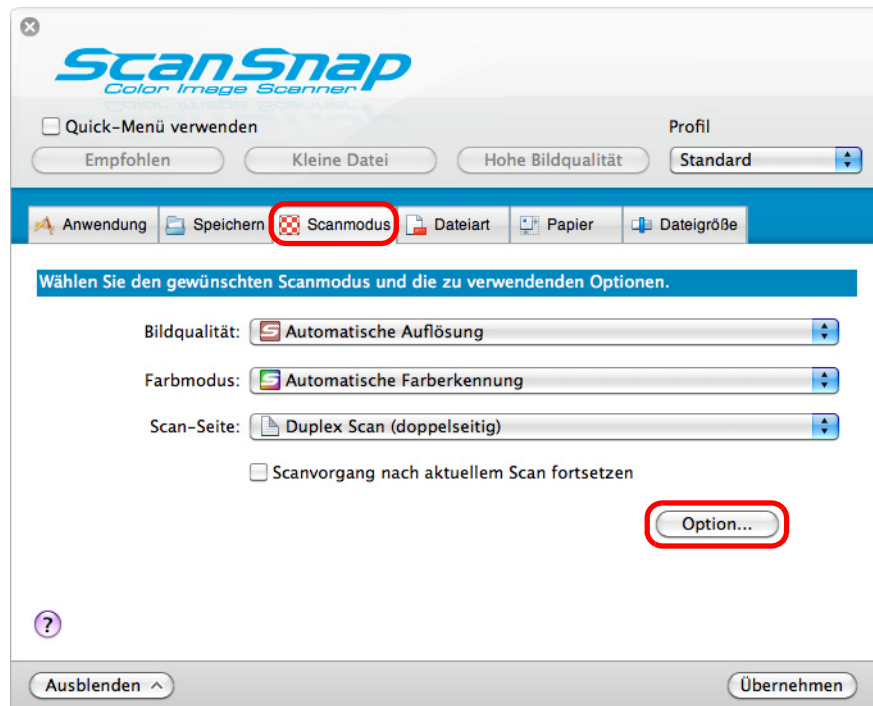 ScanSnap
Color Image Scanner
Quick-Menü verwenden
Profil
Empfohlen
Kleine Datei
Hohe Bildqualität
Standard
Anwendung
Speichern
Scanmodus
Dateiart
Papier
Dateigröße
Wählen Sie den gewünschten Scanmodus und die zu verwendenden Optionen.
Bildqualität: Automatische Auflösung
Farbmodus: Automatische Farberkennung
Scan-Seite: Duplex Scan (doppelseitig)
Scanvorgang nach aktuellem Scan fortsetzen
Option...
?
Ausblenden
Übernehmen